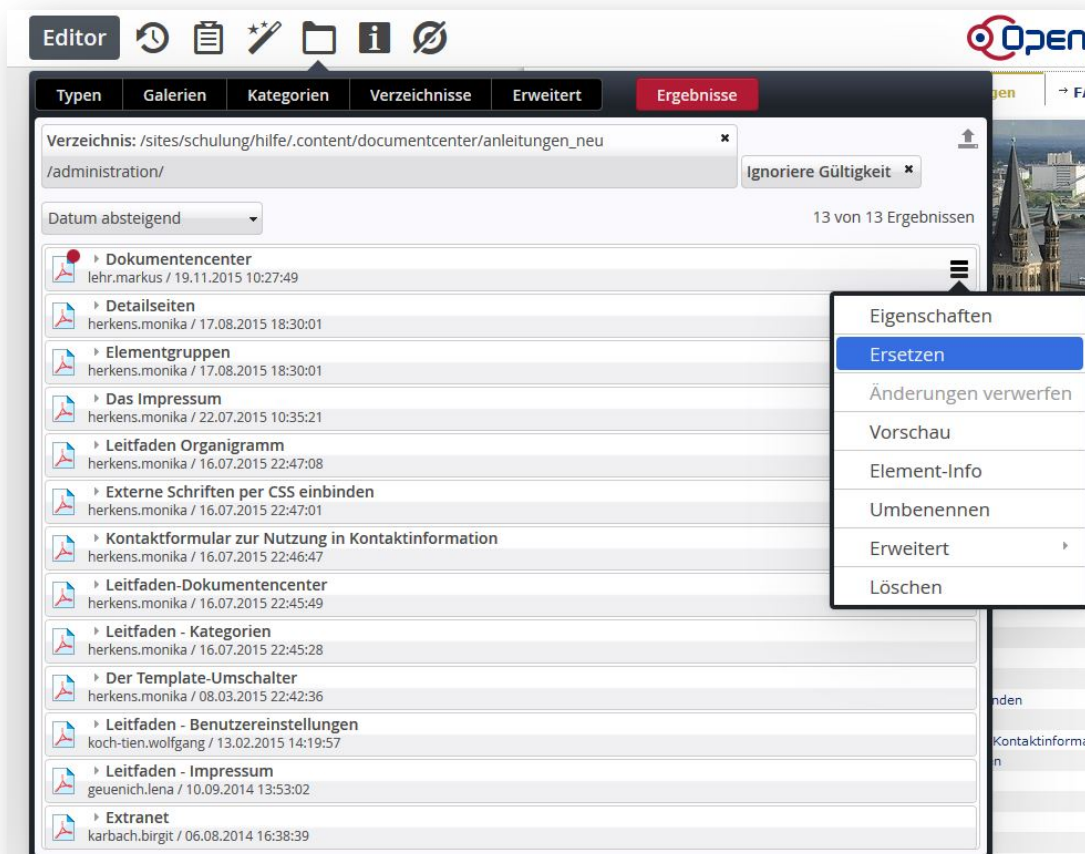 Editor
Open
Typen Galerien Kategorien Verzeichnisse Erweitert Ergebnisse
Verzeichnis: /sites/schulung/hilfe/.content/documentcenter/anleitungen_neu
/administration/
Ignoriere Gültigkeit
Datum absteigend
13 von 13 Ergebnissen
Dokumentencenter
lehr.markus / 19.11.2015 10:27:49
Detailseiten
herkens.monika / 17.08.2015 18:30:01
Elementgruppen
herkens.monika / 17.08.2015 18:30:01
Das Impressum
herkens.monika / 22.07.2015 10:35:21
Leitfaden Organigramm
herkens.monika / 16.07.2015 22:47:08
Externe Schriften per CSS einbinden
herkens.monika / 16.07.2015 22:47:01
Kontaktformular zur Nutzung in Kontaktinformation
herkens.monika / 16.07.2015 22:46:47
Leitfaden-Dokumentencenter
herkens.monika / 16.07.2015 22:45:49
Leitfaden - Kategorien
herkens.monika / 16.07.2015 22:45:28
Der Template-Umschalter
herkens.monika / 08.03.2015 22:42:36
Leitfaden - Benutzereinstellungen
koch-tien.wolfgang / 13.02.2015 14:19:57
Leitfaden - Impressum
geuenich.lena / 10.09.2014 13:53:02
Extranet
karbach.birgit / 06.08.2014 16:38:39
Eigenschaften
Ersetzen
Änderungen verwerfen
Vorschau
Element-Info
Umbenennen
Erweitert
Löschen
gen
FA
nden
Kontaktinforma
n